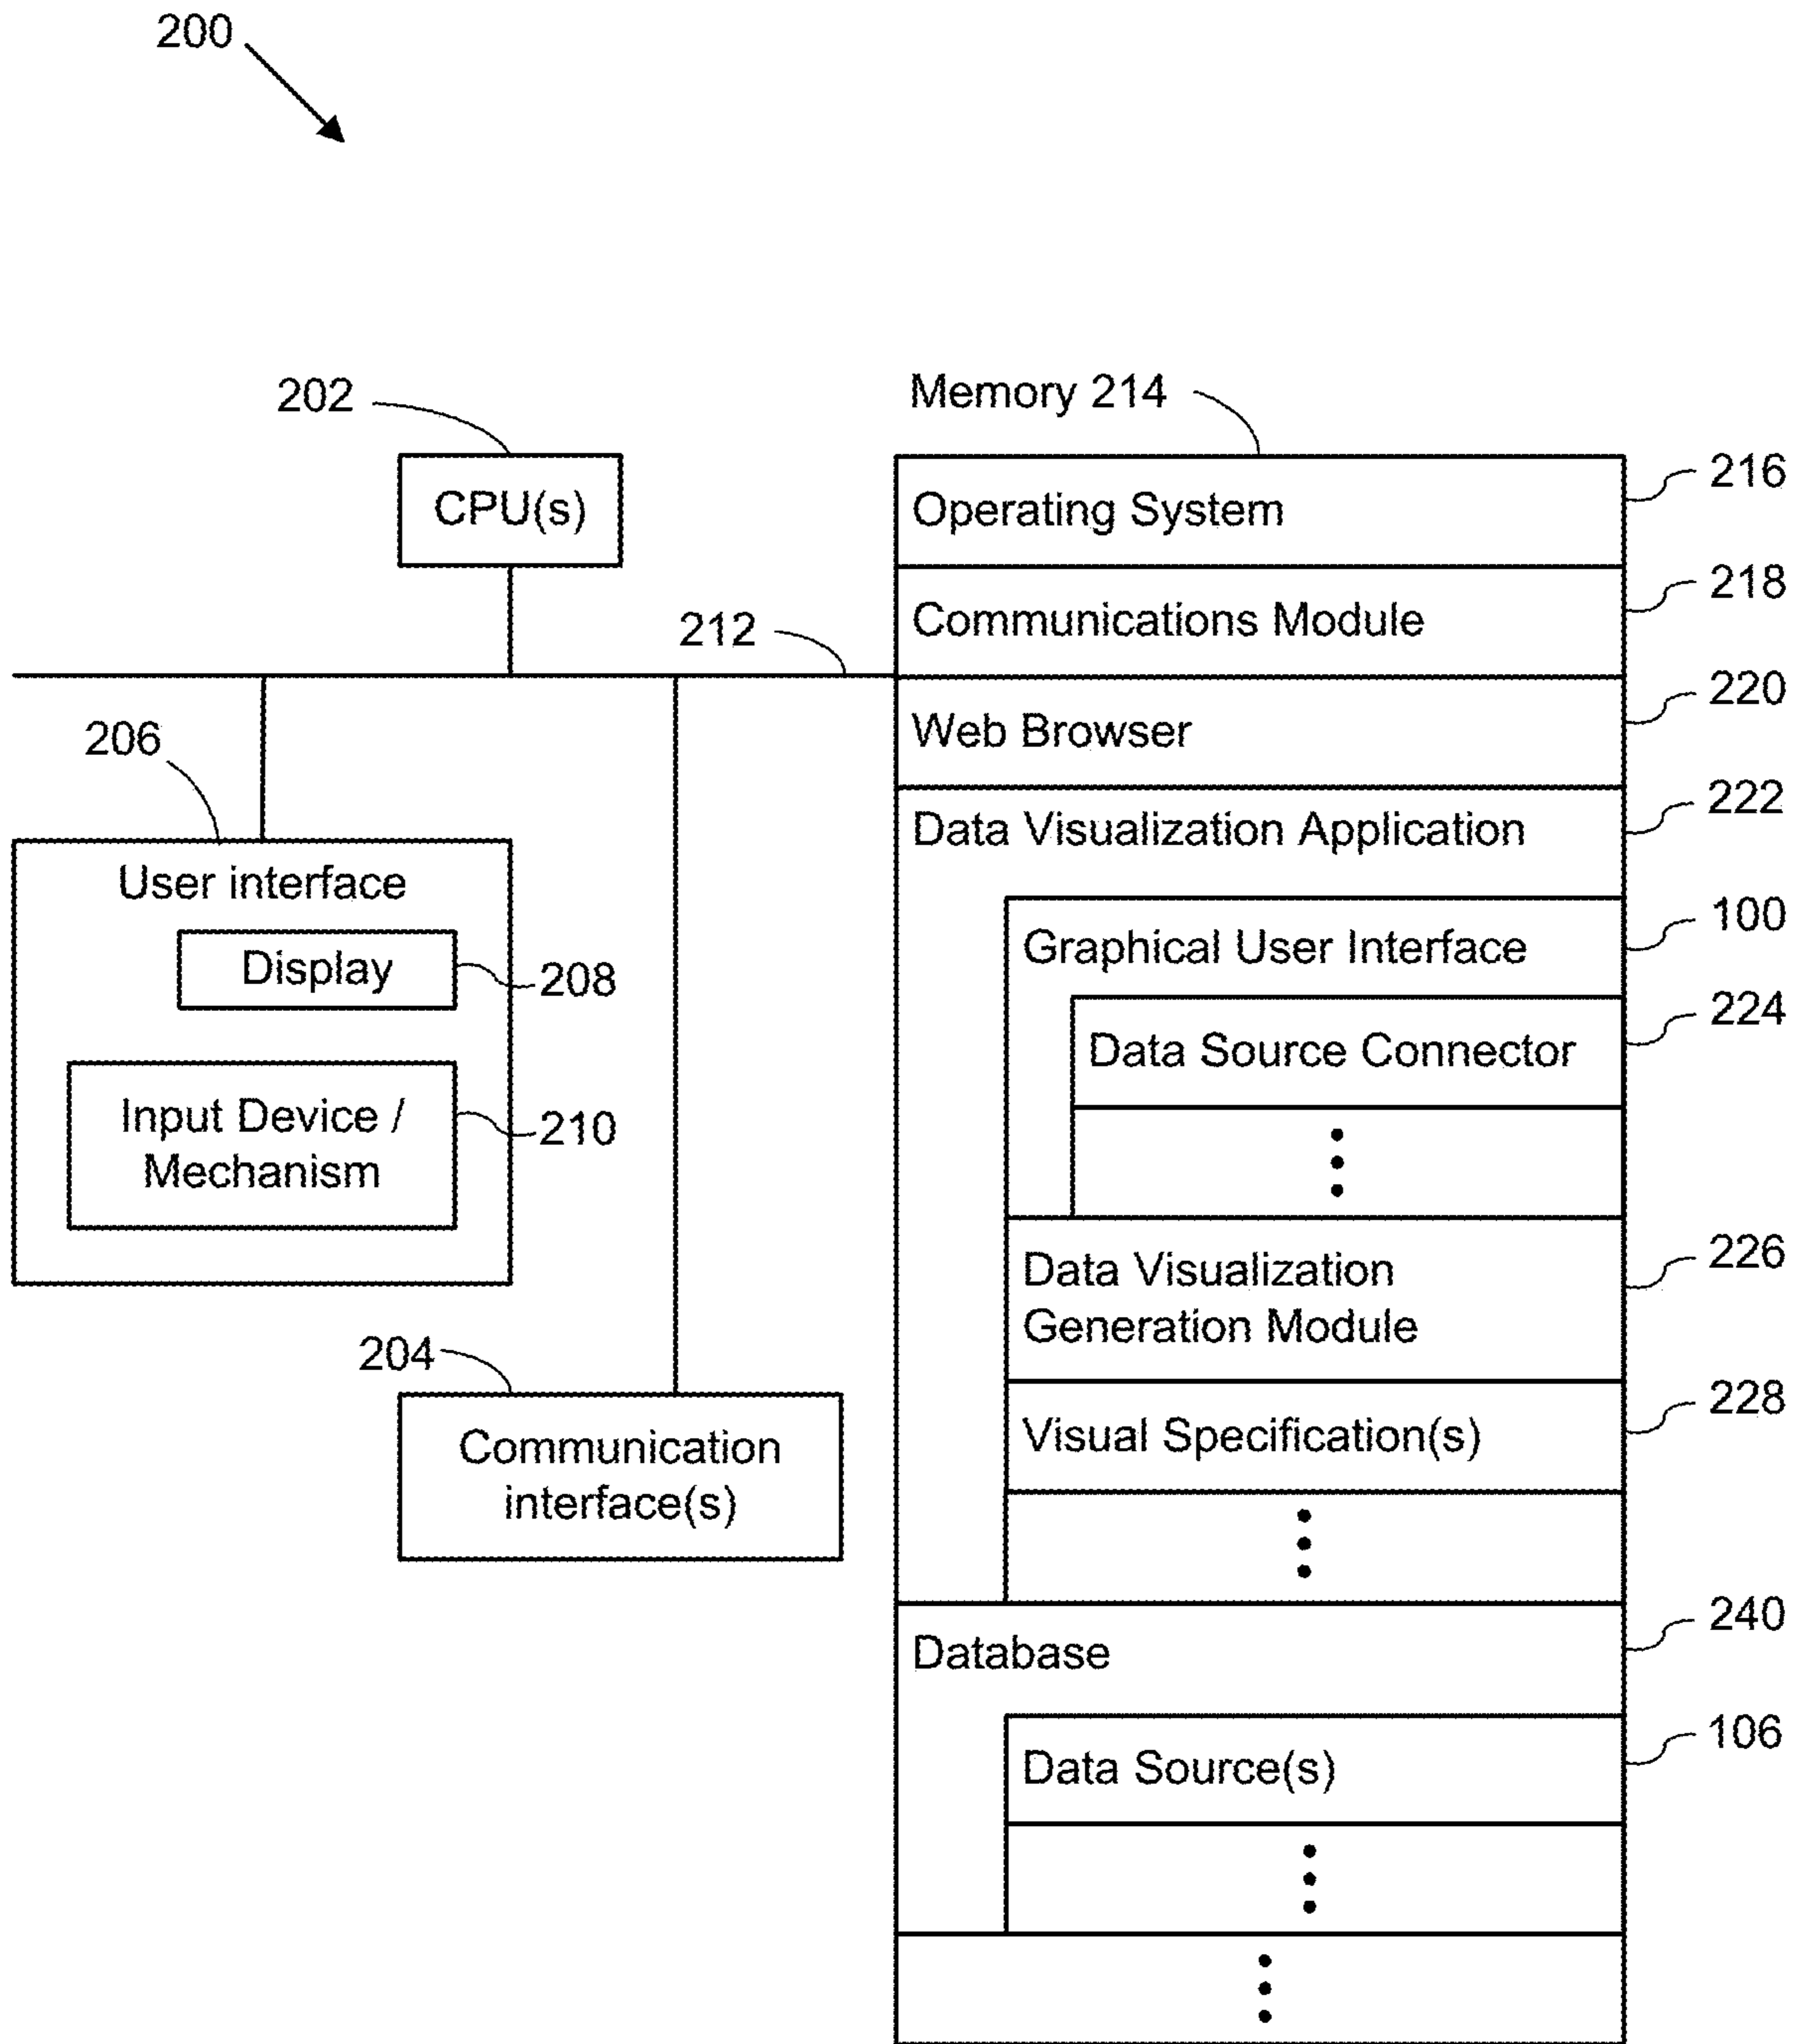 200
202
Memory 214
CPU(s)
Operating System
216
Communications Module
218
212
Web Browser
220
206
Data Visualization Application
222
User interface
Display
208
Input Device /
Mechanism
210
Graphical User Interface
100
Data Source Connector
224
Data Visualization
Generation Module
226
204
Communication
interface(s)
Visual Specification(s)
228
Database
240
Data Source(s)
106